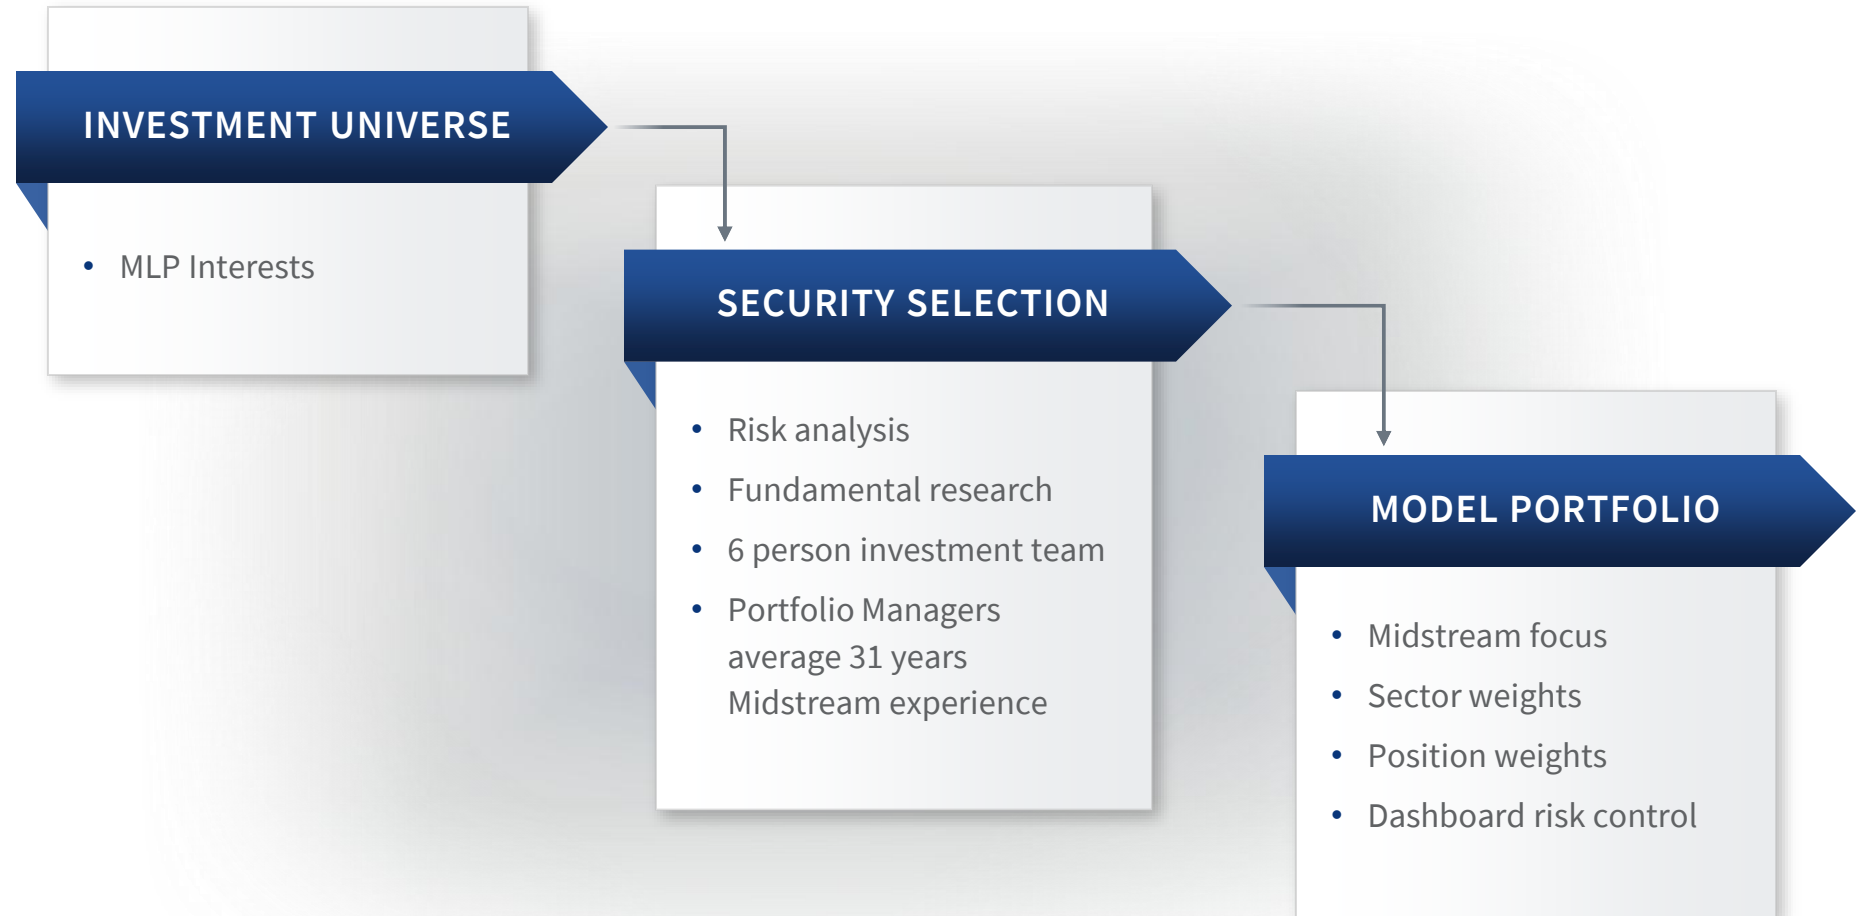 INVESTMENT UNIVERSE
• MLP Interests
SECURITY SELECTION
• Risk analysis
• Fundamental research
• 6 person investment team
• Portfolio Managers
average 31 years
Midstream experience
MODEL PORTFOLIO
• Midstream focus
• Sector weights
• Position weights
• Dashboard risk control